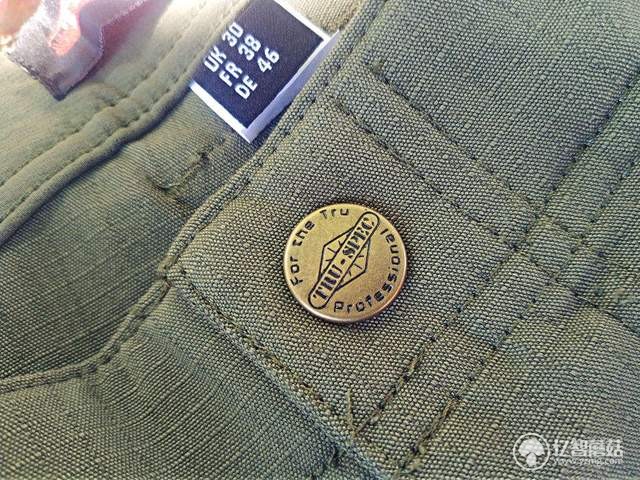 UK 30
FR 38
DE 46
For the Tru
TRU-SPEC
Professional
亿智蘑菇